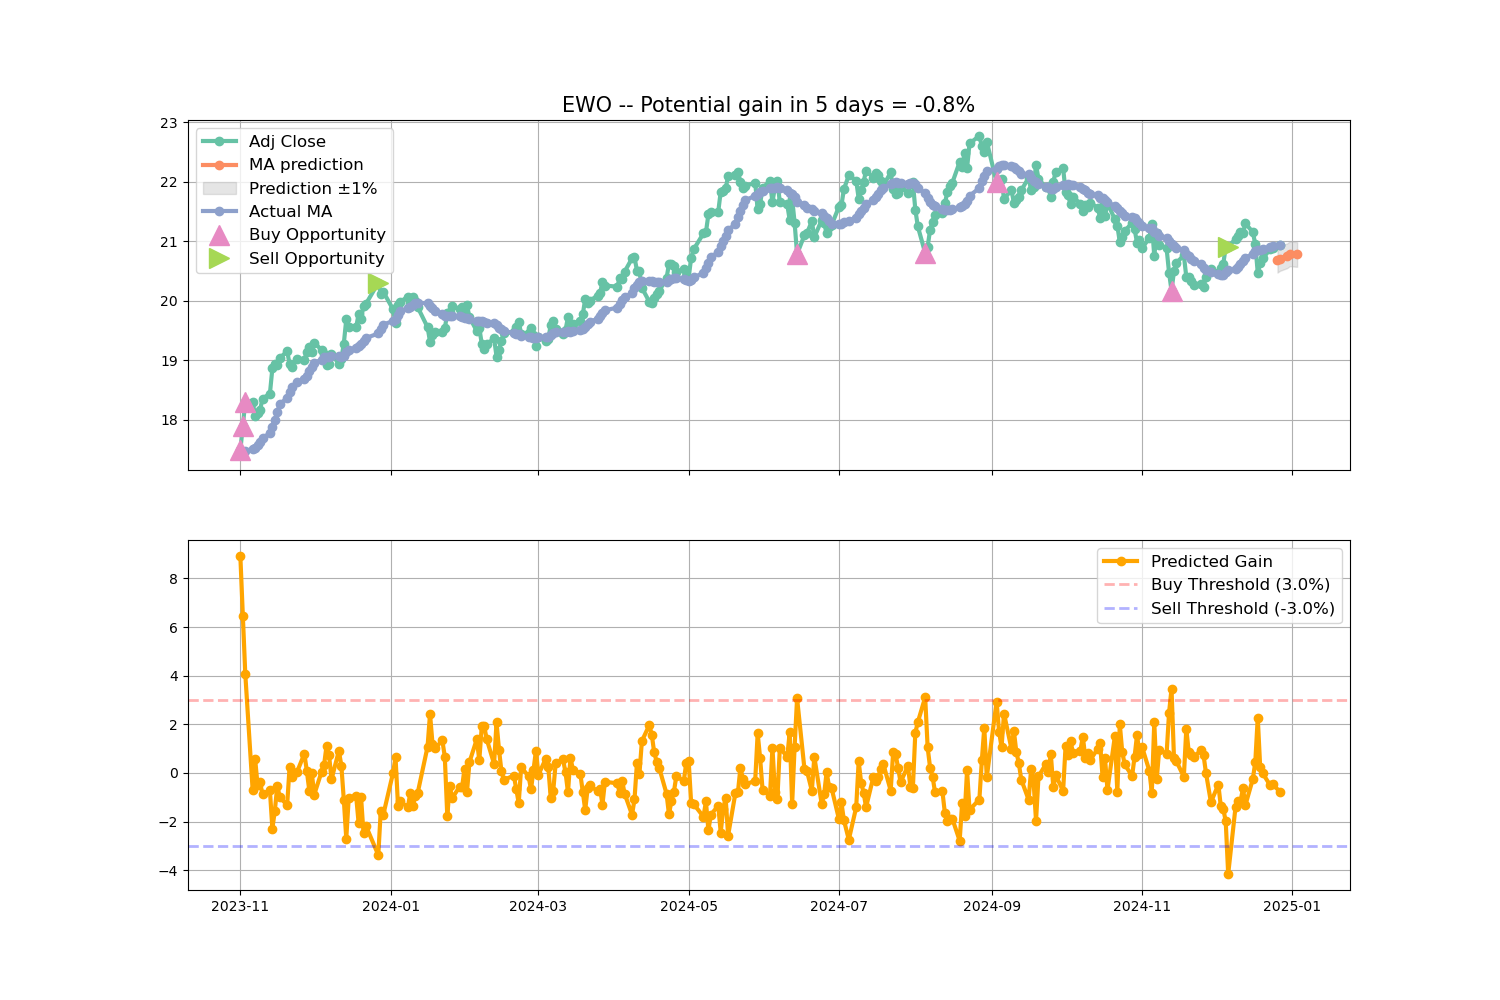 EWO -- Potential gain in 5 days = -0.8%
23
22
21
20
19
18
Adj Close
MA prediction
Prediction ±1%
Actual MA
Buy Opportunity
Sell Opportunity
8
6
4
2
0
−2
−4
Predicted Gain
Buy Threshold (3.0%)
Sell Threshold (-3.0%)
2023-11
2024-01
2024-03
2024-05
2024-07
2024-09
2024-11
2025-01